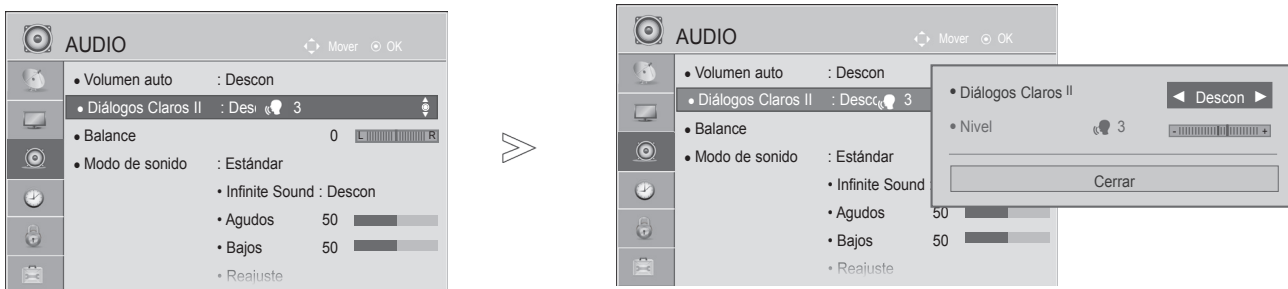 AUDIO
Mover OK
• Volumen auto : Descon
• Diálogos Claros II : Des 3
• Balance 0 L R
• Modo de sonido : Estándar
• Infinite Sound : Descon
• Agudos 50
• Bajos 50
• Reajuste
AUDIO
Mover OK
• Volumen auto : Descon
• Diálogos Claros II : Desco 3
• Balance
• Modo de sonido : Estándar
• Infinite Sound :
• Agudos 50
• Bajos 50
• Reajuste
• Diálogos Claros II ◄ Descon ►
• Nivel 3 - +
Cerrar